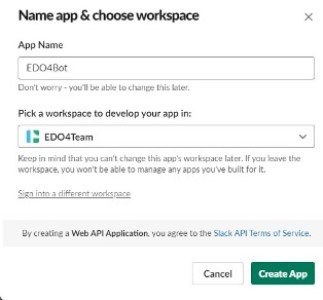 Name app & choose workspace
App Name
EDO4Bot
Don't worry - you'll be able to change this later.
Pick a workspace to develop your app in:
EDO4Team
Keep in mind that you can't change this app's workspace later. If you leave the
workspace, you won't be able to manage any apps you've built for it.
Sign into a different workspace
By creating a Web API Application, you agree to the Slack API Terms of Service.
Cancel Create App